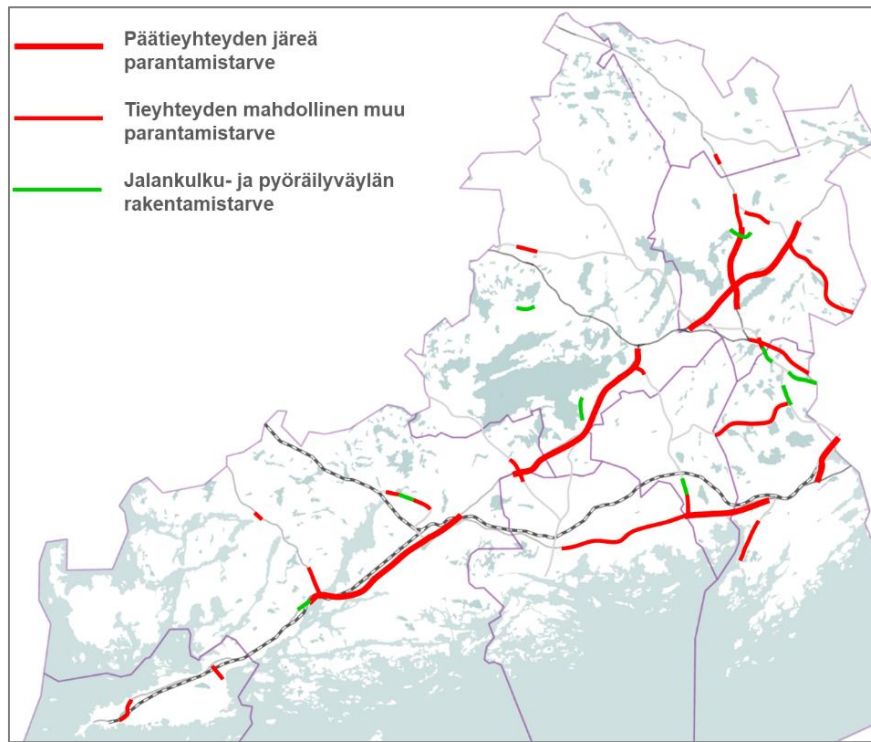 Päätieyhteyden järeä
parantamistarve
Tieyhteyden mahdollinen muu
parantamistarve
Jalankulku- ja pyöräilyväylän
rakentamistarve